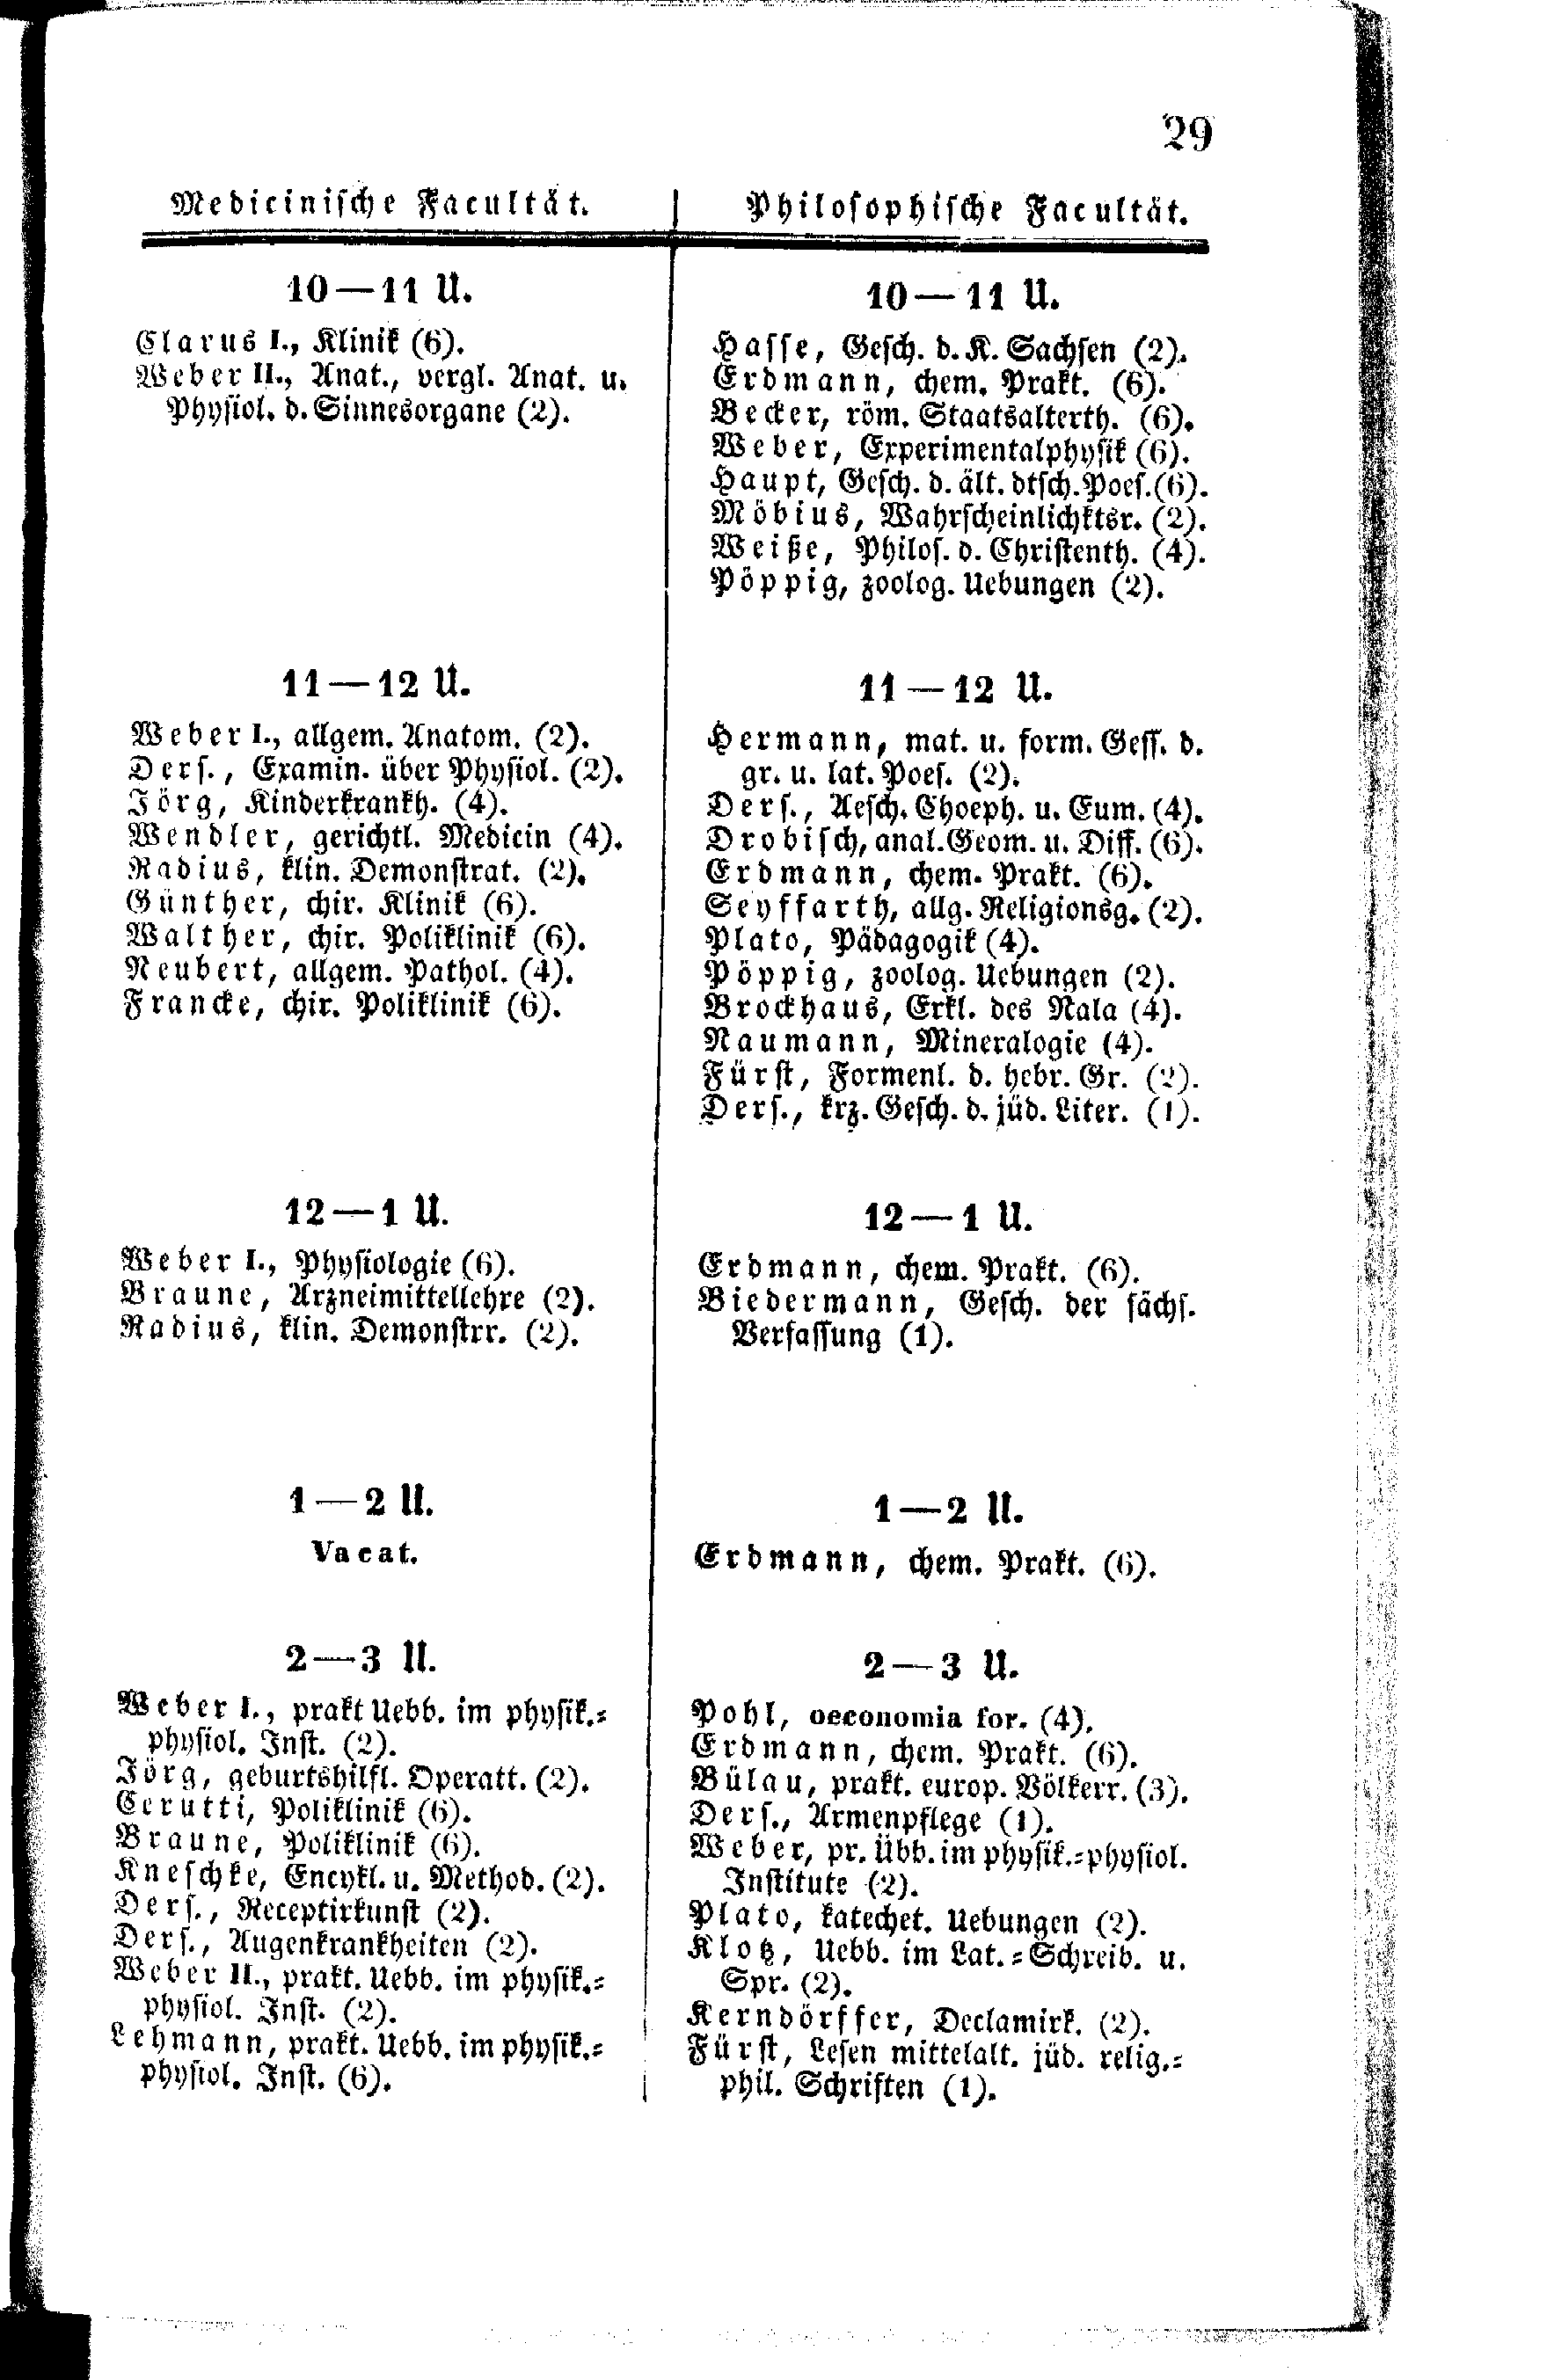 29
Medicinische Facultät.
10—11 U.
Clarus I., Klinik (6).
Weber II., Anat., vergl. Anat. u.
Physiol. d. Sinnesorgane (2).
11—12 U.
Weber I., allgem. Anatom. (2).
Ders., Examin. über Physiol. (2).
Jörg, Kinderkrankh. (4).
Wendler, gerichtl. Medicin (4).
Radius, klin. Demonstrat. (2).
Günther, chir. Klinik (6).
Walther, chir. Poliklinik (6).
Neubert, allgem. Pathol. (4).
Francke, chir. Poliklinik (6).
12—1 U.
Weber I., Physiologie (6).
Braune, Arzneimittellehre (2).
Radius, klin. Demonstrr. (2).
1—2 U.
Vacat.
2—3 U.
Weber I., prakt Uebb. im physik.=
physiol. Inst. (2).
Jörg, geburtshilfl. Operatt. (2).
Cerutti, Poliklinik (6).
Braune, Poliklinik (6).
Kneschke, Encykl. u. Method. (2).
Ders., Receptirkunst (2).
Ders., Augenkrankheiten (2).
Weber II., prakt. Uebb. im physik.=
physiol. Inst. (2).
Lehmann, prakt. Uebb. im physik.=
physiol. Inst. (6).
Philosophische Facultät.
10—11 U.
Hasse, Gesch. d. K. Sachsen (2).
Erdmann, chem. Prakt. (6).
Becker, röm. Staatsalterth. (6).
Weber, Experimentalphysik (6).
Haupt, Gesch. d. ält. dtsch. Poes. (6).
Möbius, Wahrscheinlichktsr. (2).
Weiße, Philos. d. Christenth. (4).
Pöppig, zoolog. Uebungen (2).
11—12 U.
Hermann, mat. u. form. Gess. d.
gr. u. lat. Poes. (2).
Ders., Aesch. Choeph. u. Eum. (4).
Drobisch, anal. Geom. u. Diff. (6).
Erdmann, chem. Prakt. (6).
Seyffarth, allg. Religionsg. (2).
Plato, Pädagogik (4).
Pöppig, zoolog. Uebungen (2).
Brockhaus, Erkl. des Nala (4).
Naumann, Mineralogie (4).
Fürst, Formenl. d. hebr. Gr. (2).
Ders., krz. Gesch. d. jüd. Liter. (1).
12—1 U.
Erdmann, chem. Prakt. (6).
Biedermann, Gesch. der sächs.
Verfassung (1).
1—2 U.
Erdmann, chem. Prakt. (6).
2—3 U.
Pohl, oeconomia for. (4).
Erdmann, chem. Prakt. (6).
Bülau, prakt. europ. Völkerr. (3).
Ders., Armenpflege (1).
Weber, pr. Übb. im physik.=physiol.
Institute (2).
Plato, katechet. Uebungen (2).
Klotz, Uebb. im Lat.=Schreib. u.
Spr. (2).
Kerndörffer, Declamirk. (2).
Fürst, Lesen mittelalt. jüd. relig.=
phil. Schriften (1).